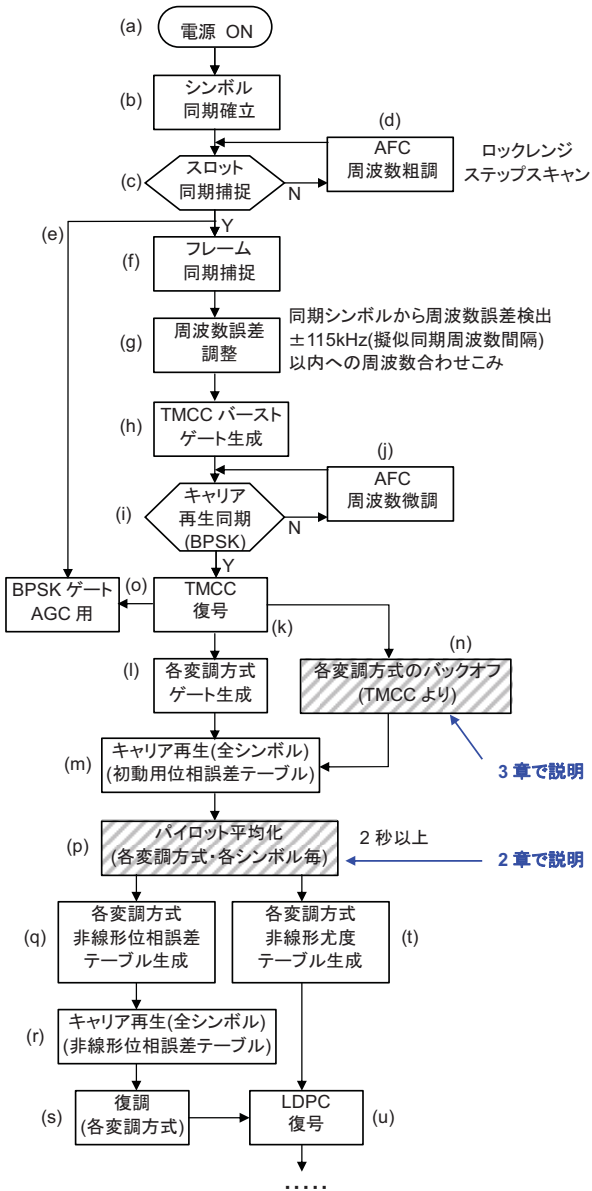 (a)
電源 ON
(b)
シンボル
同期確立
(d)
AFC
周波数粗調
ロックレンジ
ステップスキャン
(c)
スロット
同期捕捉
N
Y
(e)
(f)
フレーム
同期捕捉
(g)
周波数誤差
調整
同期シンボルから周波数誤差検出
±115kHz(擬似同期周波数間隔)
以内への周波数合わせこみ
(h)
TMCC バースト
ゲート生成
(j)
AFC
周波数微調
(i)
キャリア
再生同期
(BPSK)
N
Y
BPSK ゲート
AGC 用
(o)
TMCC
復号
(k)
(l)
各変調方式
ゲート生成
(n)
各変調方式のバックオフ
(TMCC より)
(m)
キャリア再生(全シンボル)
(初動用位相誤差テーブル)
3 章で説明
(p)
パイロット平均化
(各変調方式・各シンボル毎)
2 秒以上
2 章で説明
(q)
各変調方式
非線形位相誤差
テーブル生成
各変調方式
非線形尤度
テーブル生成
(t)
(r)
キャリア再生(全シンボル)
(非線形位相誤差テーブル)
(s)
復調
(各変調方式)
LDPC
復号
(u)
.....